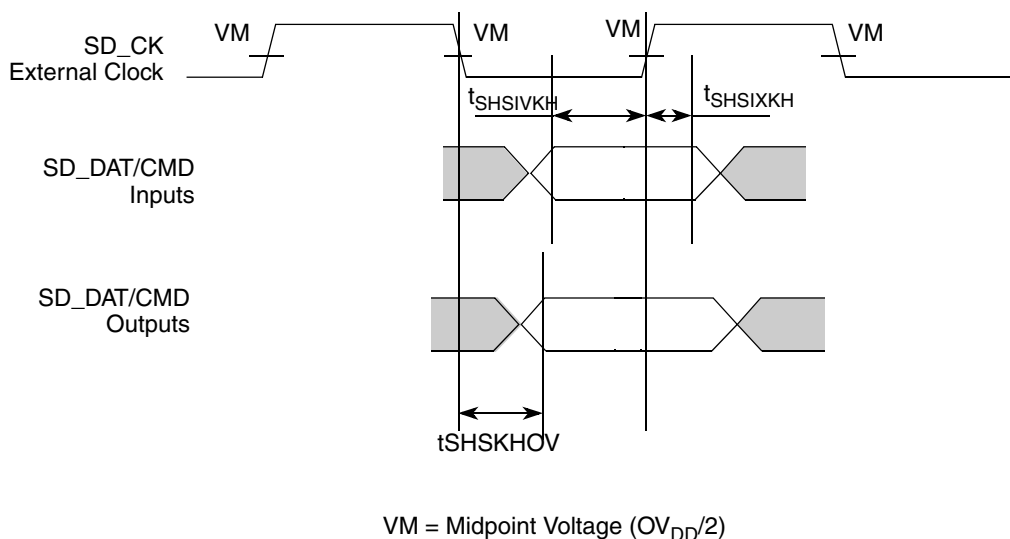 VM VM VM VM
SD_CK
External Clock
tSHSIVKH tSHSIXKH
SD_DAT/CMD
Inputs
SD_DAT/CMD
Outputs
tSHSKHOV
VM = Midpoint Voltage (OVDD/2)